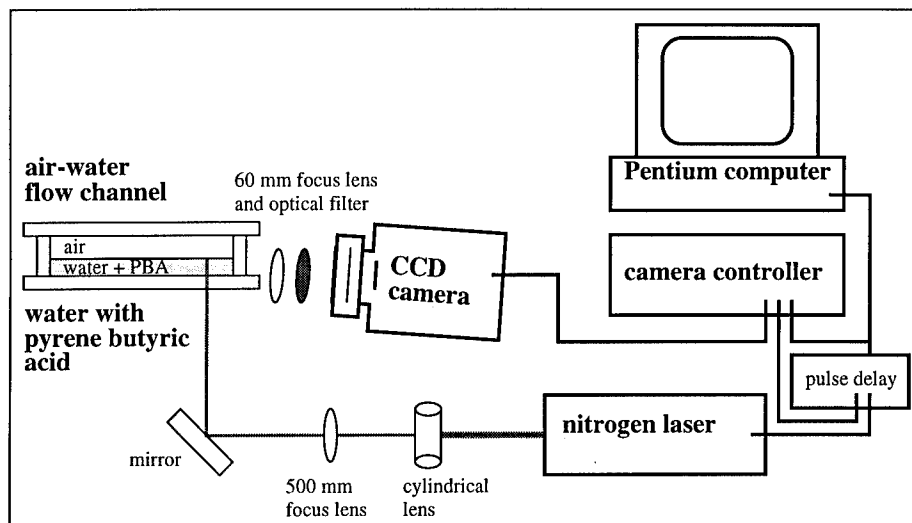 Pentium computer
air-water
flow channel
60 mm focus lens
and optical filter
air
water + PBA
CCD
camera
camera controller
water with
pyrene butyric
acid
pulse delay
nitrogen laser
mirror
500 mm
focus lens
cylindrical
lens